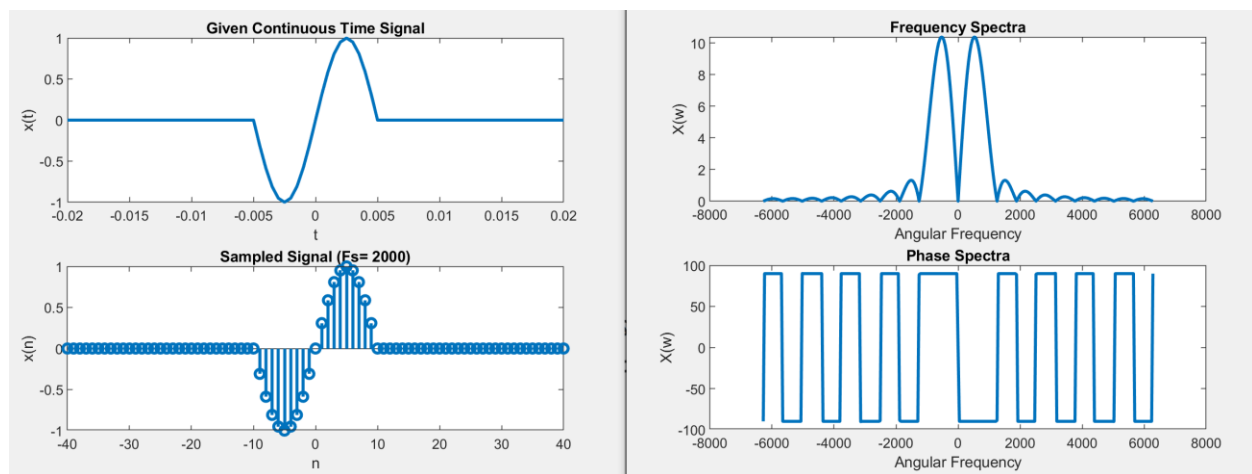 Given Continuous Time Signal
x(t)
1
0.5
0
-0.5
-1
-0.02 -0.015 -0.01 -0.005 0 0.005 0.01 0.015 0.02
t
Sampled Signal (Fs= 2000)
x(n)
1
0.5
0
-0.5
-1
-40 -30 -20 -10 0 10 20 30 40
n
Frequency Spectra
X(w)
10
8
6
4
2
0
-8000 -6000 -4000 -2000 0 2000 4000 6000 8000
Angular Frequency
Phase Spectra
X(w)
100
50
0
-50
-100
-8000 -6000 -4000 -2000 0 2000 4000 6000 8000
Angular Frequency